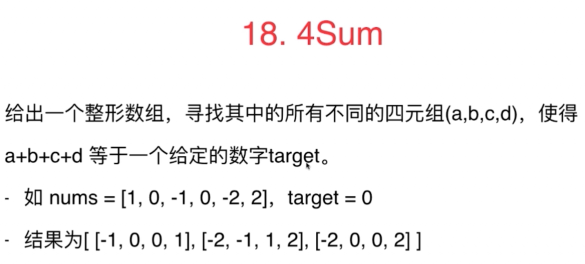 18. 4Sum
给出一个整形数组，寻找其中的所有不同的四元组(a,b,c,d)，使得
a+b+c+d 等于一个给定的数字target。
- 如 nums = [1, 0, -1, 0, -2, 2]，target = 0
- 结果为[ [-1, 0, 0, 1], [-2, -1, 1, 2], [-2, 0, 0, 2] ]